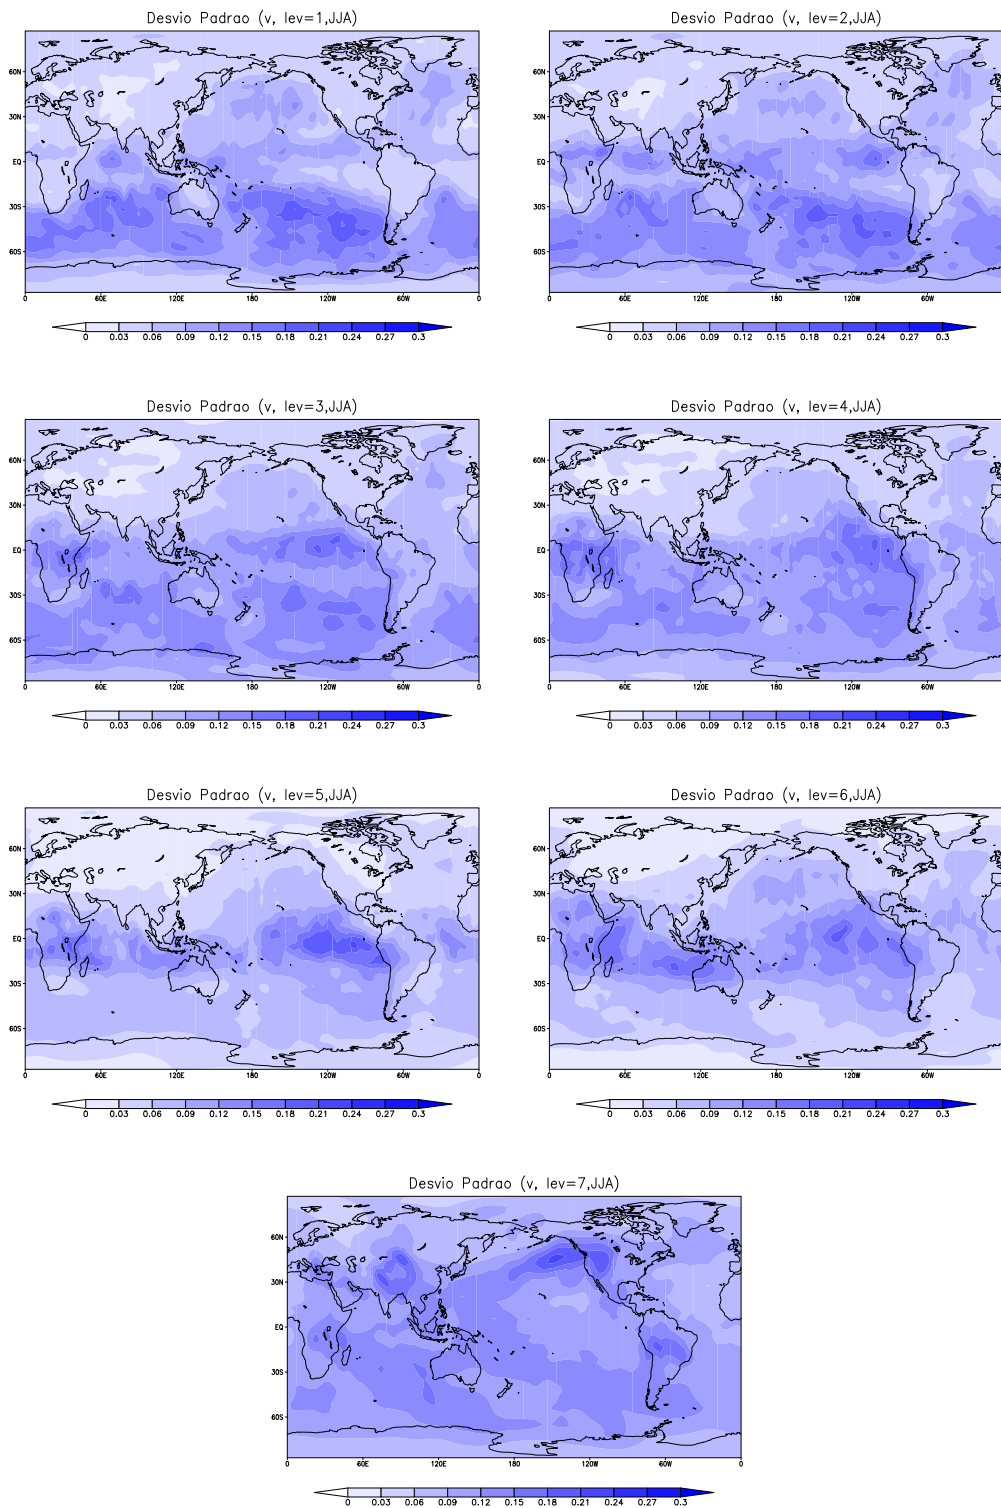 Desvio Padrao (v, lev=1,JJA)
60N
30N
EQ
30S
60S
0 60E 120E 180 120W 60W 0
0 0.03 0.06 0.09 0.12 0.15 0.18 0.21 0.24 0.27 0.3
Desvio Padrao (v, lev=2,JJA)
60N
30N
EQ
30S
60S
0 60E 120E 180 120W 60W
0 0.03 0.06 0.09 0.12 0.15 0.18 0.21 0.24 0.27 0.3
Desvio Padrao (v, lev=3,JJA)
60N
30N
EQ
30S
60S
0 60E 120E 180 120W 60W 0
0 0.03 0.06 0.09 0.12 0.15 0.18 0.21 0.24 0.27 0.3
Desvio Padrao (v, lev=4,JJA)
60N
30N
EQ
30S
60S
0 60E 120E 180 120W 60W
0 0.03 0.06 0.09 0.12 0.15 0.18 0.21 0.24 0.27 0.3
Desvio Padrao (v, lev=5,JJA)
60N
30N
EQ
30S
60S
0 60E 120E 180 120W 60W 0
0 0.03 0.06 0.09 0.12 0.15 0.18 0.21 0.24 0.27 0.3
Desvio Padrao (v, lev=6,JJA)
60N
30N
EQ
30S
60S
0 60E 120E 180 120W 60W
0 0.03 0.06 0.09 0.12 0.15 0.18 0.21 0.24 0.27 0.3
Desvio Padrao (v, lev=7,JJA)
60N
30N
EQ
30S
60S
0 60E 120E 180 120W 60W 0
0 0.03 0.06 0.09 0.12 0.15 0.18 0.21 0.24 0.27 0.3